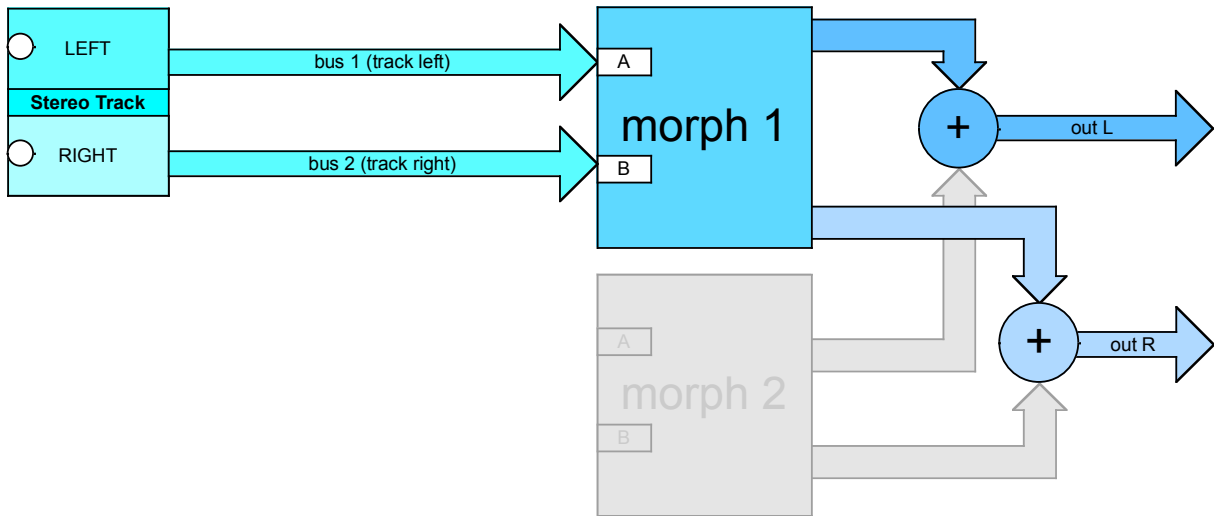 LEFT
bus 1 (track left)
A
Stereo Track
morph 1
+
out L
RIGHT
bus 2 (track right)
B
A
morph 2
B
+
out R